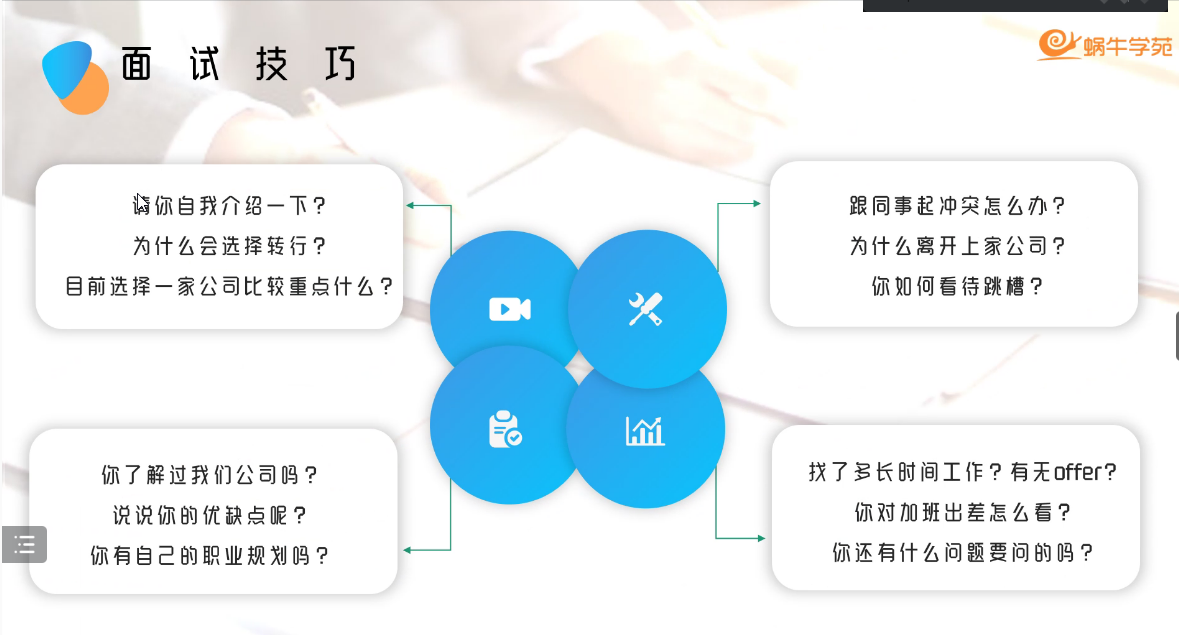 面试技巧
蜗牛学苑
请你自我介绍一下？
为什么会选择转行？
目前选择一家公司比较重点什么？
跟同事起冲突怎么办？
为什么离开上家公司？
你如何看待跳槽？
你了解过我们公司吗？
说说你的优缺点呢？
你有自己的职业规划吗？
找了多长时间工作？有无offer？
你对加班出差怎么看？
你还有什么问题要问的吗？